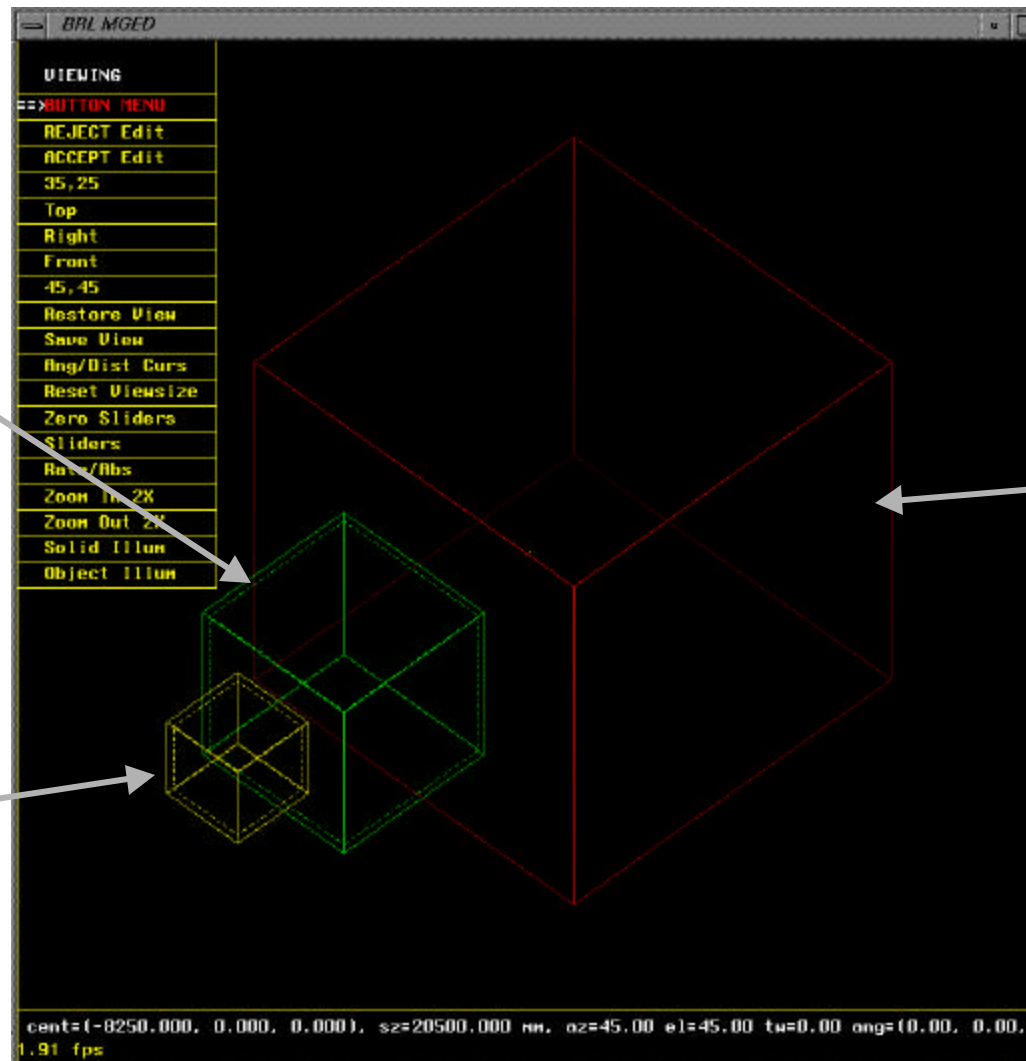 BRL MGED
VIEWING
==>BUTTON MENU
REJECT Edit
ACCEPT Edit
35,25
Top
Right
Front
45,45
Restore View
Save View
Ang/Dist Curs
Reset Viewsize
Zero Sliders
Sliders
Rate/Abs
Zoom In 2X
Zoom Out 2X
Solid Illum
Object Illum
cent=(-8250.000, 0.000, 0.000), sz=20500.000 mm, az=45.00 el=45.00 tw=0.00 ang=(0.00, 0.00,
1.91 fps